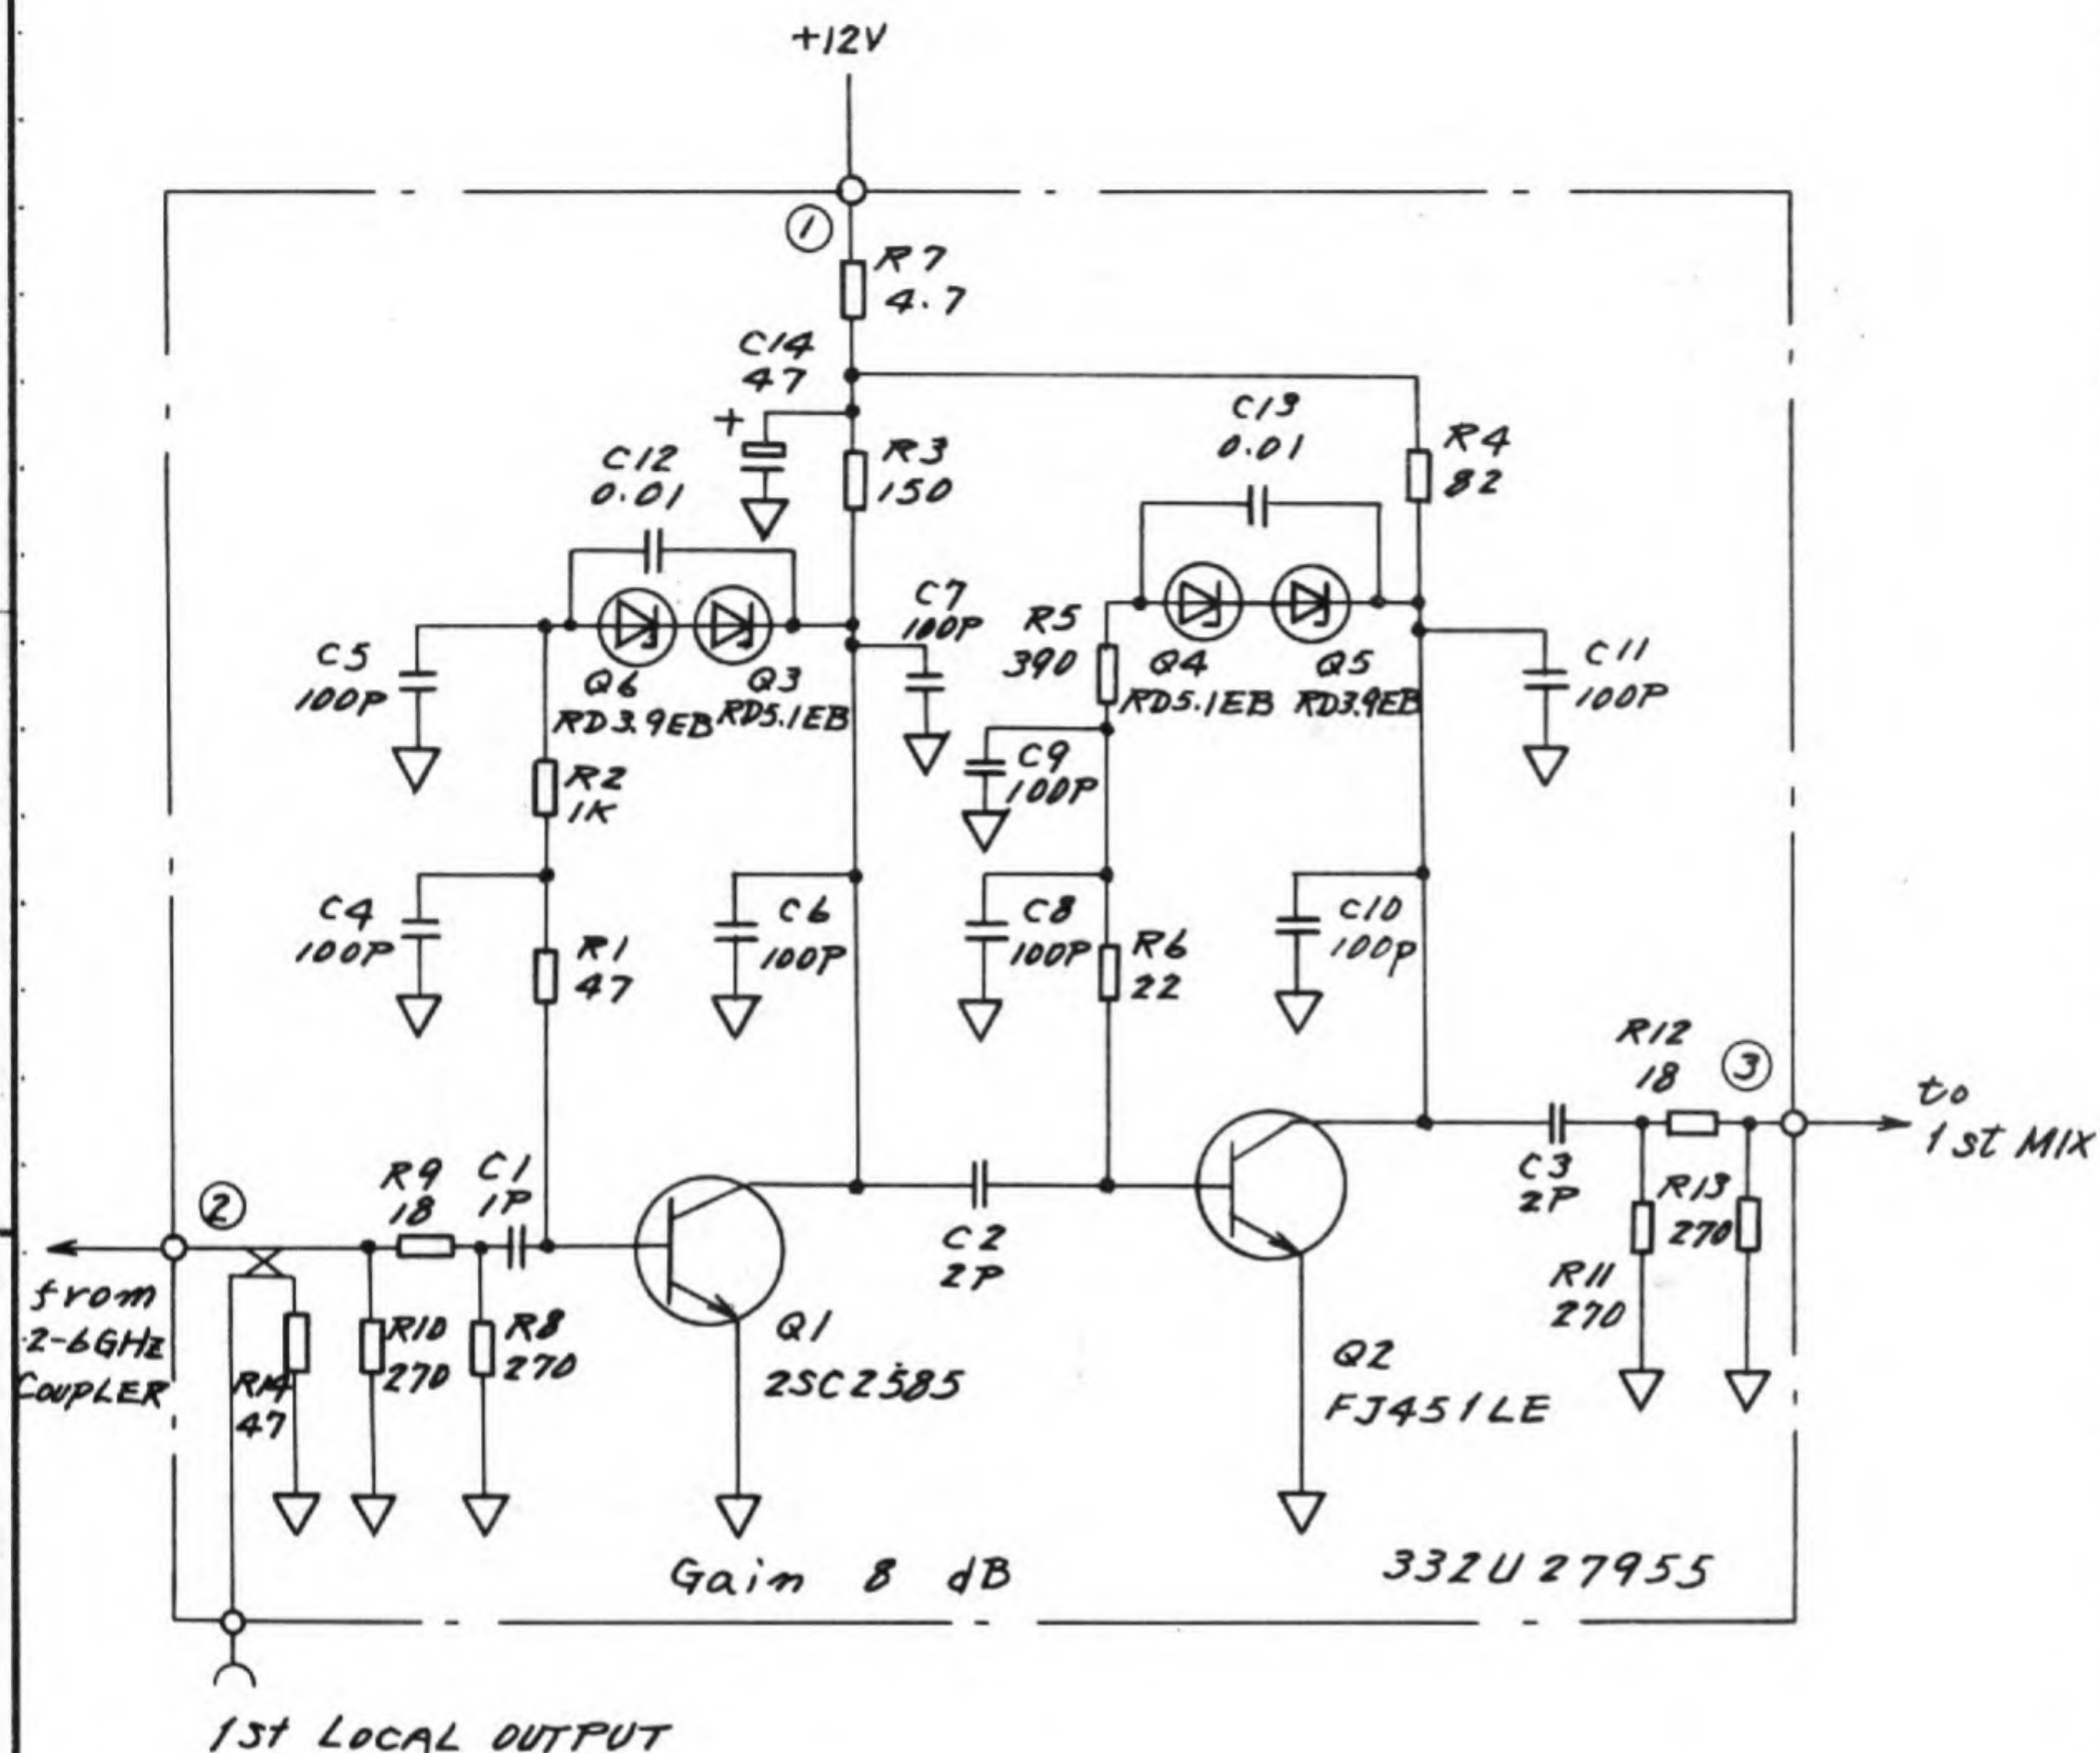 +12V
1
R7
4.7
C14
47
+
R3
150
C13
0.01
R4
82
C12
0.01
C7
100P
R5
390
C5
100P
Q6
RD3.9EB
Q3
RD5.1EB
Q4
RD5.1EB
Q5
RD3.9EB
C11
100P
R2
1K
C9
100P
C4
100P
R1
47
C6
100P
C8
100P
R6
22
C10
100P
R12
18
3
to
1st MIX
2
R9
18
C1
1P
C2
2P
C3
2P
R13
270
R11
270
from
2-6GHz
COUPLER
R14
47
R10
270
R8
270
Q1
2SC2585
Q2
FJ451LE
Gain 8 dB
332U27955
1st LOCAL OUTPUT